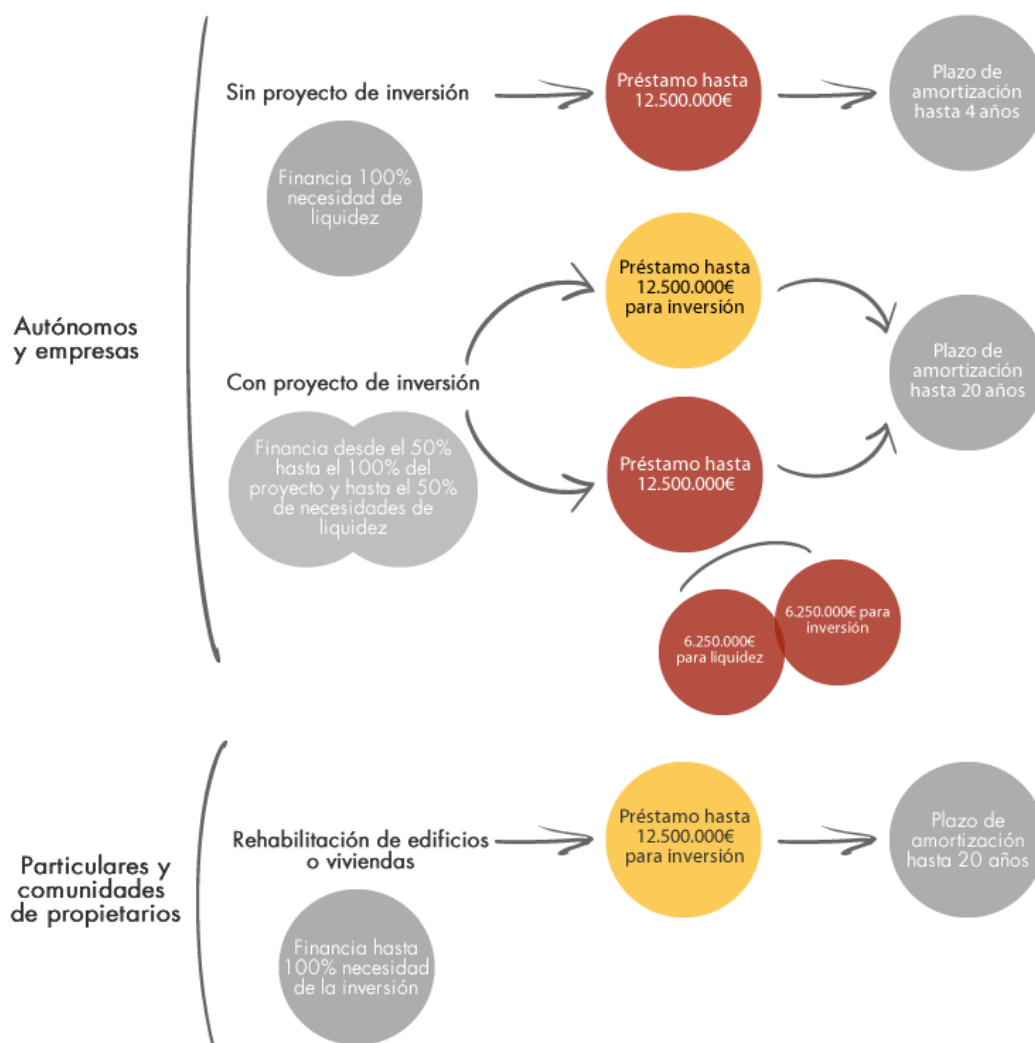 Sin proyecto de inversión
Préstamo hasta
12.500.000€
Plazo de
amortización
hasta 4 años
Financia 100%
necesidad de
liquidez
Autónomos
y empresas
Préstamo hasta
12.500.000€
para inversión
Plazo de
amortización
hasta 20 años
Con proyecto de inversión
Financia desde el 50%
hasta el 100% del
proyecto y hasta el 50%
de necesidades de
liquidez
Préstamo hasta
12.500.000€
6.250.000€
para liquidez
6.250.000€ para
inversión
Particulares y
comunidades
de propietarios
Rehabilitación de edificios
o viviendas
Préstamo hasta
12.500.000€
para inversión
Plazo de
amortización
hasta 20 años
Financia hasta
100% necesidad
de la inversión